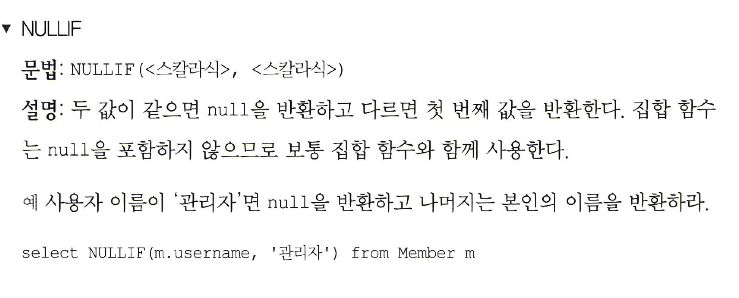 ▼ NULLIF
문법: NULLIF(<스칼라식>, <스칼라식>)
설명: 두 값이 같으면 null을 반환하고 다르면 첫 번째 값을 반환한다. 집합 함수
는 null을 포함하지 않으므로 보통 집합 함수와 함께 사용한다.
예 사용자 이름이 ‘관리자’면 null을 반환하고 나머지는 본인의 이름을 반환하라.
select NULLIF(m.username, '관리자') from Member m